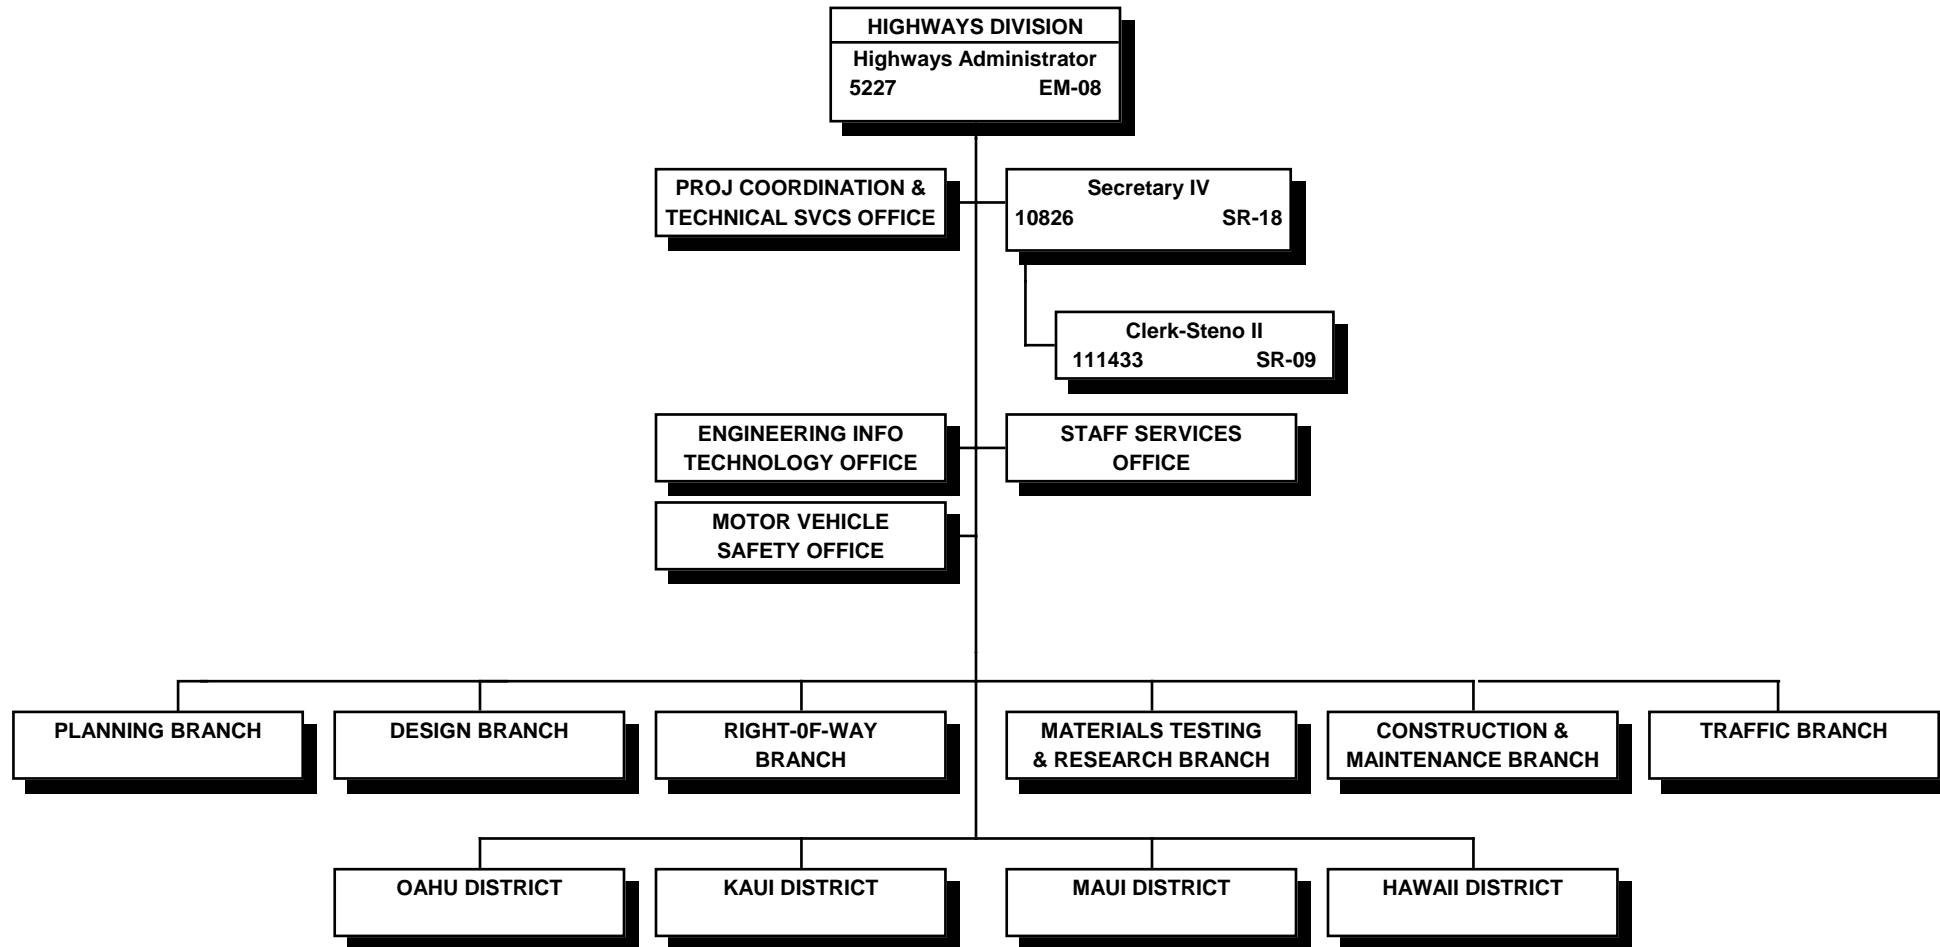 HIGHWAYS DIVISION
Highways Administrator
5227 EM-08
PROJ COORDINATION &
TECHNICAL SVCS OFFICE
Secretary IV
10826 SR-18
Clerk-Steno II
111433 SR-09
ENGINEERING INFO
TECHNOLOGY OFFICE
STAFF SERVICES
OFFICE
MOTOR VEHICLE
SAFETY OFFICE
PLANNING BRANCH
DESIGN BRANCH
RIGHT-0F-WAY
BRANCH
MATERIALS TESTING
& RESEARCH BRANCH
CONSTRUCTION &
MAINTENANCE BRANCH
TRAFFIC BRANCH
OAHU DISTRICT
KAUI DISTRICT
MAUI DISTRICT
HAWAII DISTRICT